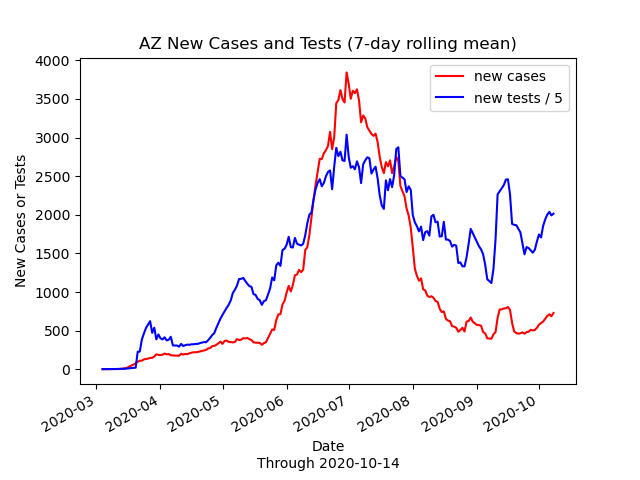 AZ New Cases and Tests (7-day rolling mean)
new cases
new tests / 5
New Cases or Tests
4000
3500
3000
2500
2000
1500
1000
500
0
2020-03
2020-04
2020-05
2020-06
2020-07
2020-08
2020-09
2020-10
Date
Through 2020-10-14